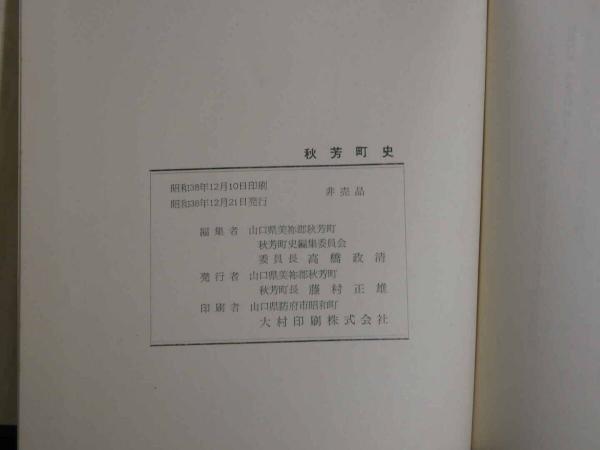 秋芳町史
昭和38年12月10日印刷 非売品
昭和38年12月21日発行
編集者 山口県美祢郡秋芳町
秋芳町史編集委員会
委員長 高橋政清
発行者 山口県美祢郡秋芳町
秋芳町長 藤村正雄
印刷者 山口県防府市昭和町
大村印刷株式会社